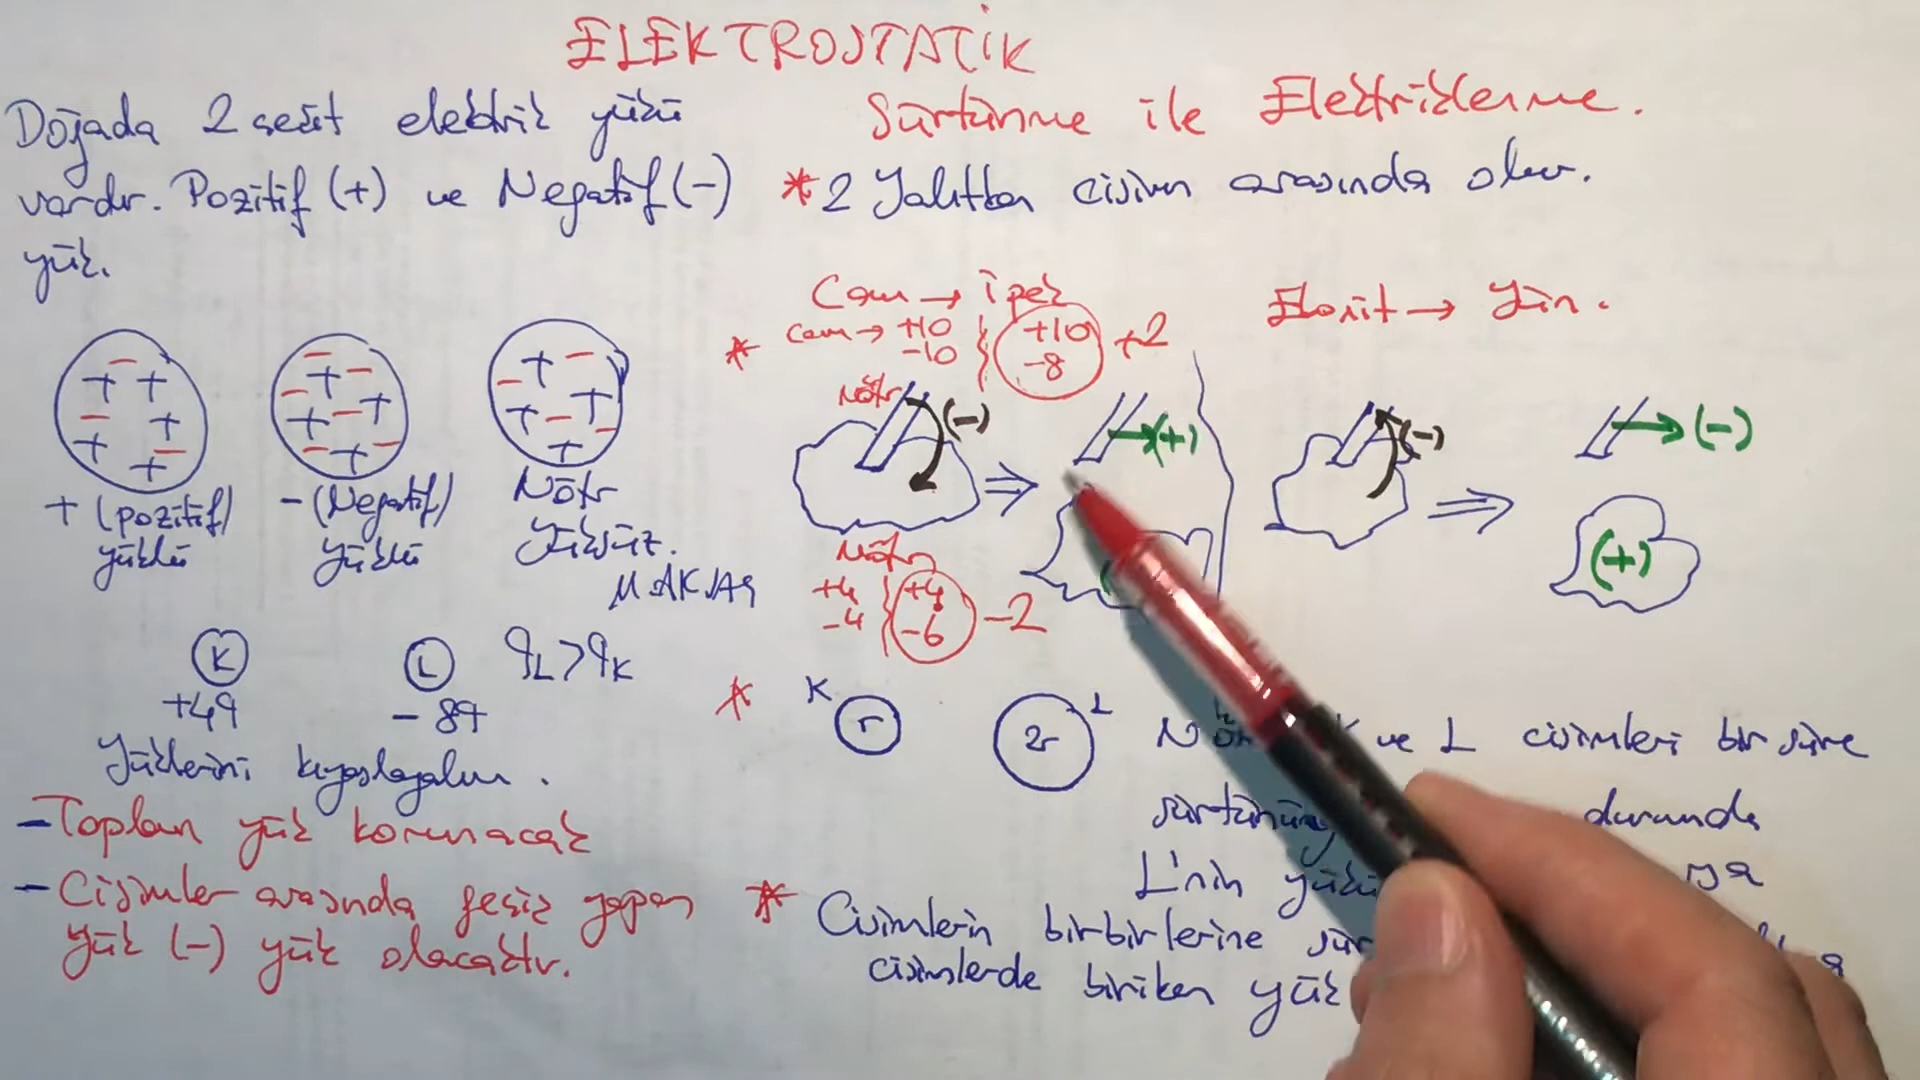 ELEKTROSTATİK
Doğada 2 çeşit elektrik yükü
vardır. Pozitif (+) ve Negatif (-)
yük.
+ (pozitif)
yüklü
- (Negatif)
yüklü
Nötr
Yüksüz.
K
+4q
L
-8q
qL > qK
Yüklerini kıyaslayalım.
- Toplam yük korunacak
- Cisimler arasında geçiş yapan
yük (-) yük olacaktır.
Sürtünme ile Elektriklenme.
* 2 Yalıtkan cisim arasında olur.
Cam → İpek
* cam → +10
-10
+10
-8
+2
Nötr
(-)
⇒
(+)
Nötr
+4
-4
+4
-6
-2
Ebonit → Yün.
(-)
⇒
(-)
(+)
* K r
2r L
K ve L cisimleri bir süre
durumda
L'nin
* Cisimlerin birbirlerine
cisimlerde biriken yük